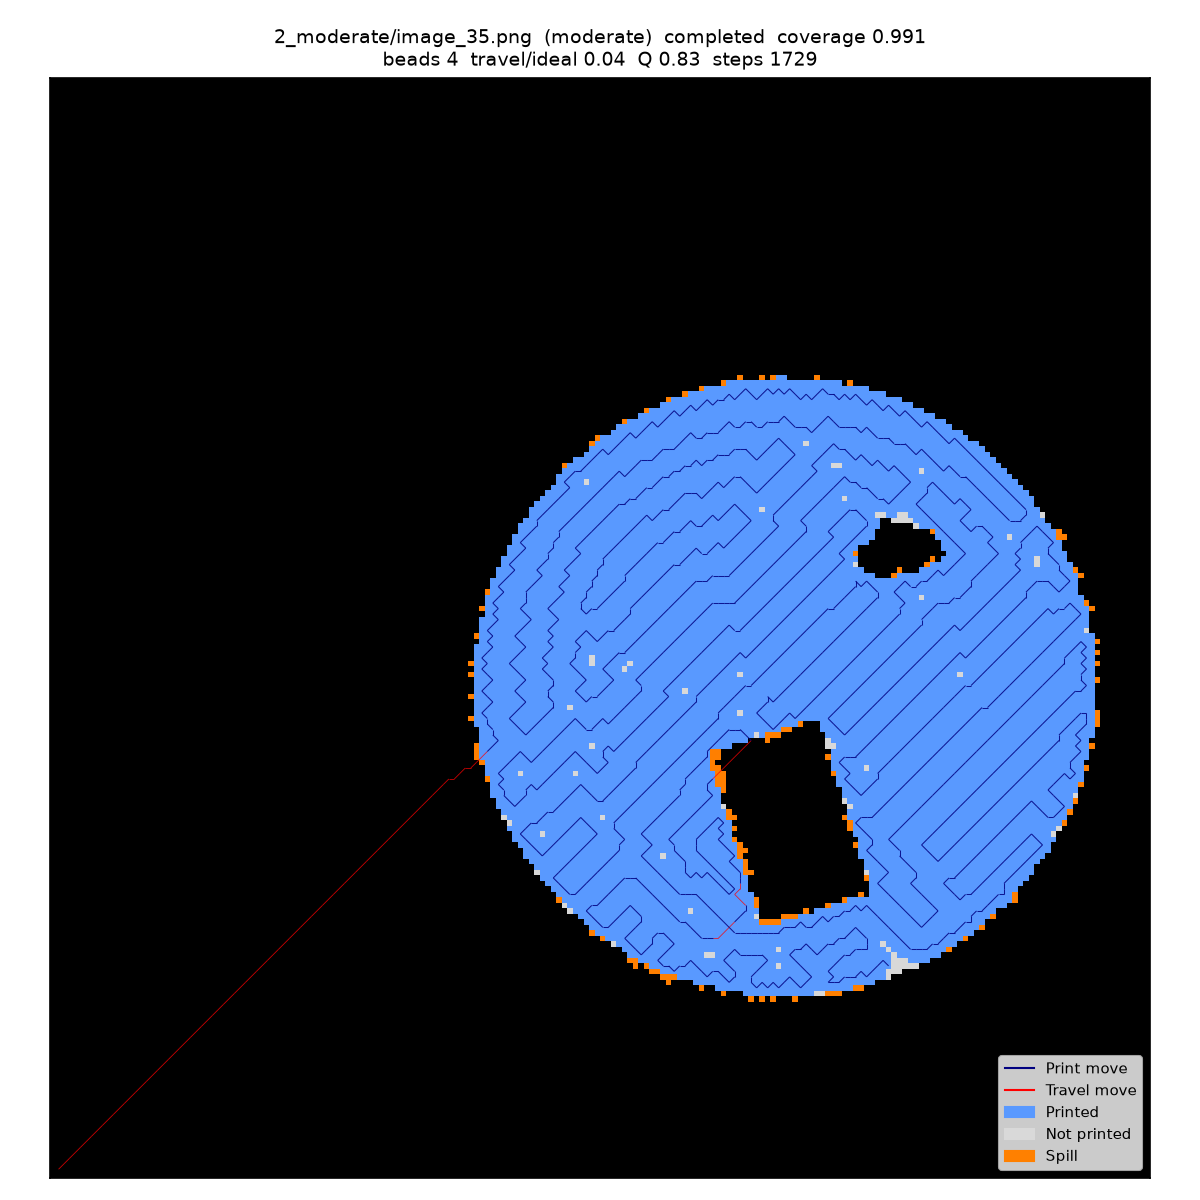 2_moderate/image_35.png  (moderate)  completed  coverage 0.991
beads 4  travel/ideal 0.04  Q 0.83  steps 1729
Print move
Travel move
Printed
Not printed
Spill